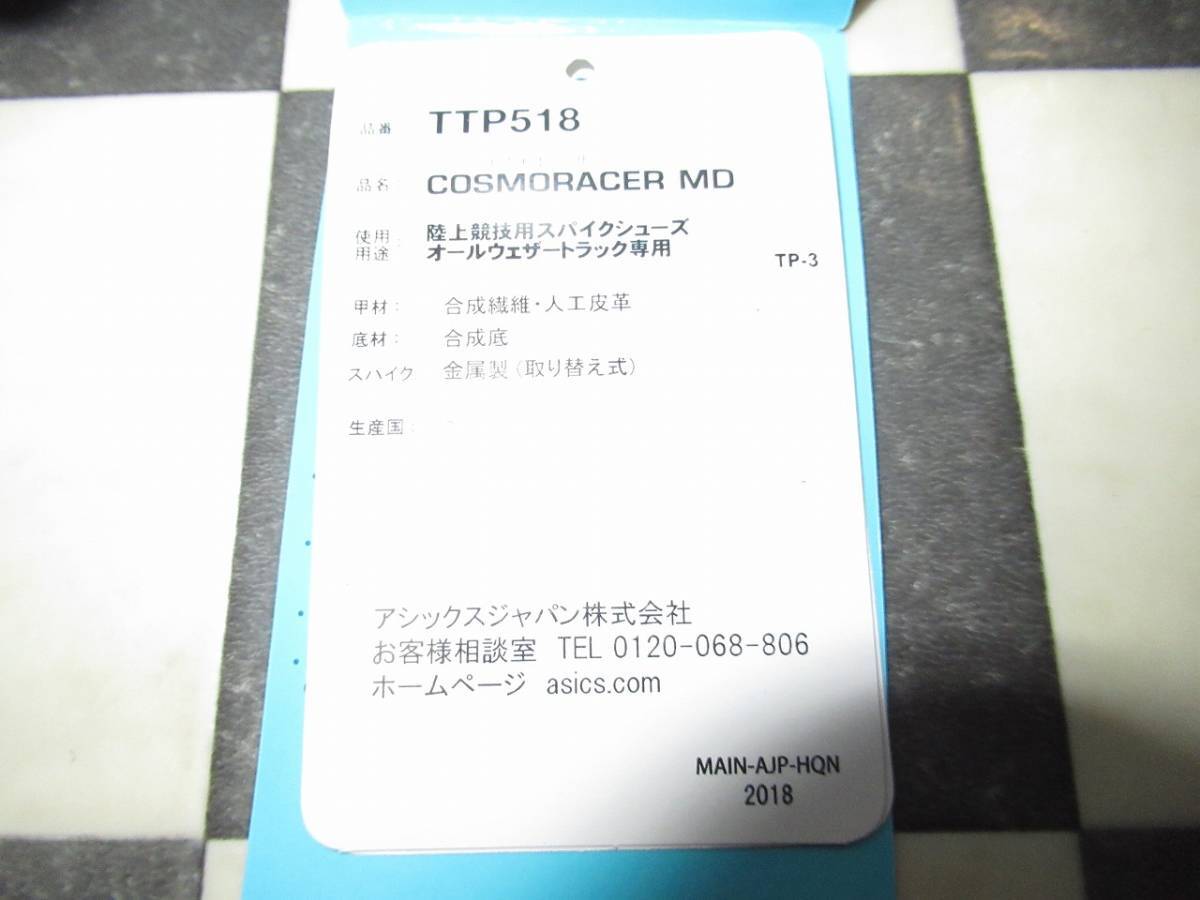 品番 TTP518
品名： COSMORACER MD
使用用途： 陸上競技用スパイクシューズ
オールウェザートラック専用
TP-3
甲材： 合成繊維・人工皮革
底材： 合成底
スパイク 金属製（取り替え式）
生産国：
アシックスジャパン株式会社
お客様相談室 TEL 0120-068-806
ホームページ asics.com
MAIN-AJP-HQN
2018